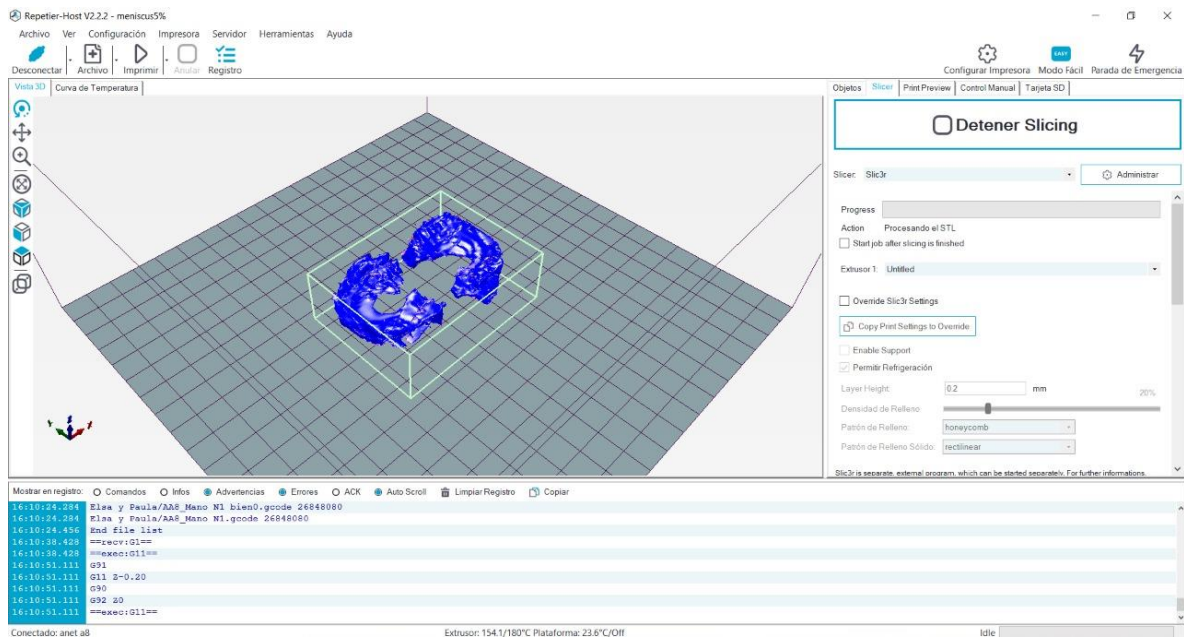 Repetier-Host V2.2.2 - meniscus5%
Archivo Ver Configuración Impresora Servidor Herramientas Ayuda
Desconectar Archivo Imprimir Anular Registro
EASY
Configurar Impresora Modo Fácil Parada de Emergencia
Vista 3D Curva de Temperatura
Objetos Slicer Print Preview Control Manual Tarjeta SD
Detener Slicing
Slicer: Slic3r Administrar
Progress
Action Procesando el STL
Start job after slicing is finished
Extrusor 1: Untitled
Override Slic3r Settings
Copy Print Settings to Override
Enable Support
Permitir Refrigeración
Layer Height: 0.2 mm
20%
Densidad de Relleno
Patrón de Relleno: honeycomb
Patrón de Relleno Sólido: rectilinear
Slic3r is separate, external program, which can be started separately. For further informations,
Mostrar en registro: Comandos Infos Advertencias Errores ACK Auto Scroll Limpiar Registro Copiar
16:10:24.284 Elsa y Paula/AA8_Mano N1 bien0.gcode 26848080
16:10:24.284 Elsa y Paula/AA8_Mano N1.gcode 26848080
16:10:24.456 End file list
16:10:38.428 ==recv:G1==
16:10:38.428 ==exec:G11==
16:10:51.111 G91
16:10:51.111 G11 Z-0.20
16:10:51.111 G90
16:10:51.111 G92 Z0
16:10:51.111 ==exec:G11==
Conectado: anet a8 Extrusor: 154.1/180°C Plataforma: 23.6°C/Off Idle